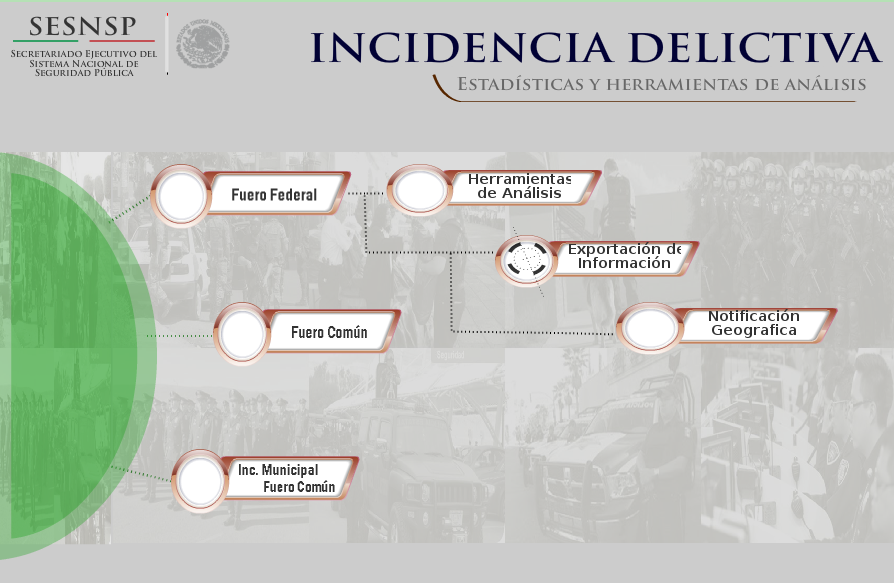 SESNSP
Secretariado Ejecutivo del
Sistema Nacional de
Seguridad Pública
INCIDENCIA DELICTIVA
Estadísticas y herramientas de análisis
Fuero Federal
Herramientas
de Análisis
Exportación de
Información
Fuero Común
Notificación
Geografica
Seguridad
Inc. Municipal
Fuero Común